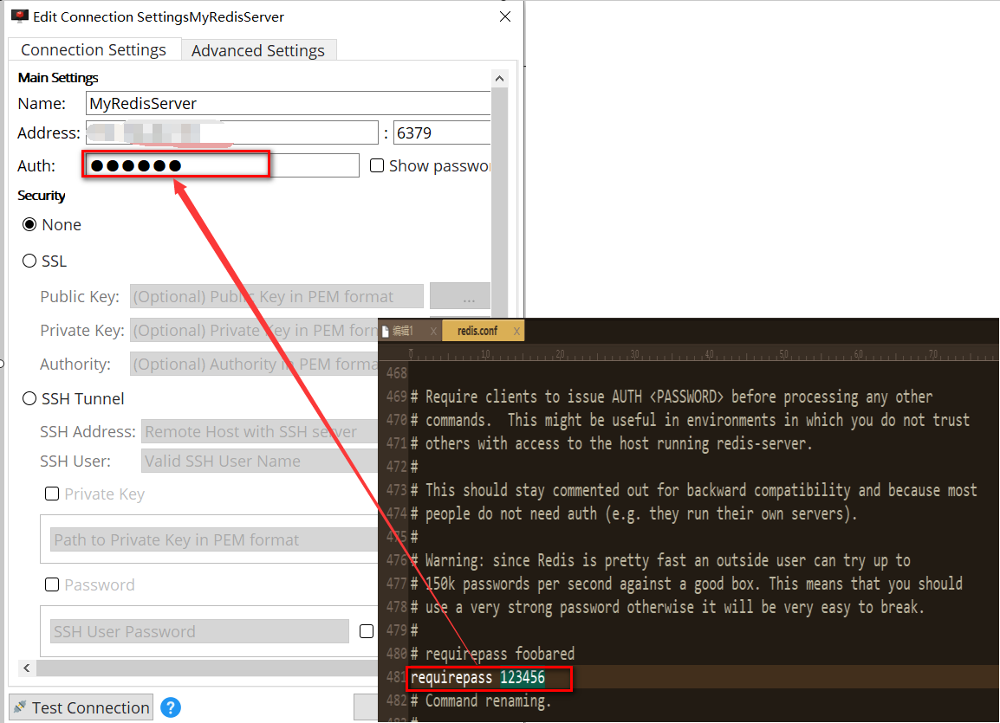 Edit Connection SettingsMyRedisServer
Connection Settings
Advanced Settings
Main Settings
Name: MyRedisServer
Address: : 6379
Auth: ●●●●●● Show passwo
Security
None
SSL
Public Key: (Optional) Public Key in PEM format ...
Private Key: (Optional) Private Key in PEM form
Authority: (Optional) Authority in PEM forma
SSH Tunnel
SSH Address: Remote Host with SSH server
SSH User: Valid SSH User Name
Private Key
Path to Private Key in PEM format
Password
SSH User Password
Test Connection ?
编辑1 x redis.conf x
0 10 20 30 40 50 60 70
468
469 # Require clients to issue AUTH <PASSWORD> before processing any other
470 # commands.  This might be useful in environments in which you do not trust
471 # others with access to the host running redis-server.
472 #
473 # This should stay commented out for backward compatibility and because most
474 # people do not need auth (e.g. they run their own servers).
475 #
476 # Warning: since Redis is pretty fast an outside user can try up to
477 # 150k passwords per second against a good box. This means that you should
478 # use a very strong password otherwise it will be very easy to break.
479 #
480 # requirepass foobared
481 requirepass 123456
482 # Command renaming.